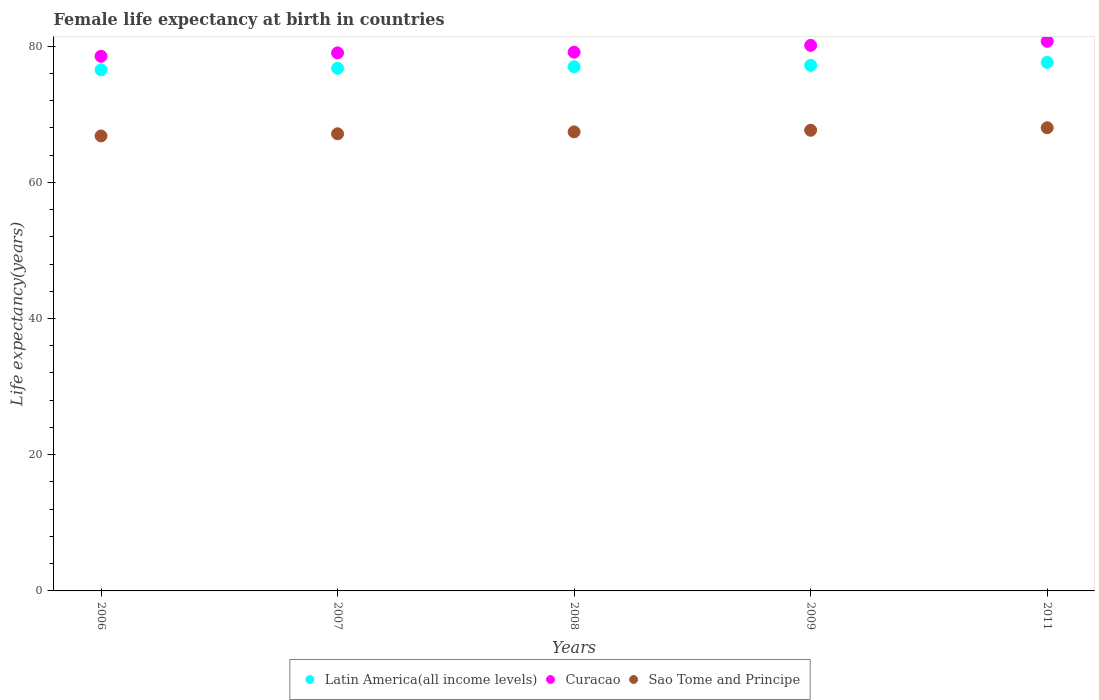 Female life expectancy at birth in countries
Life expectancy(years)
80
60
40
20
0
2006
2007
2008
2009
2011
Years
Latin America(all income levels)
Curacao
Sao Tome and Principe